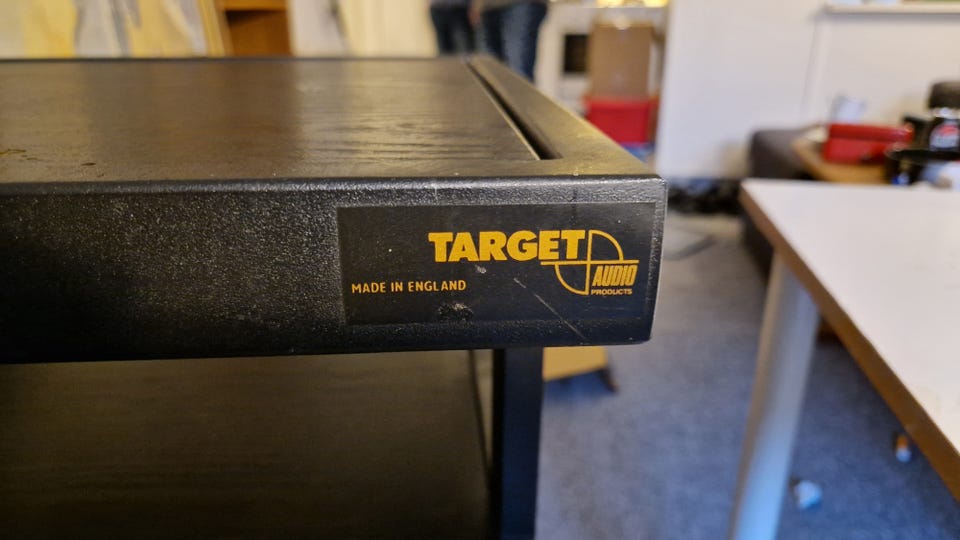 TARGET
AUDIO
PRODUCTS
MADE IN ENGLAND